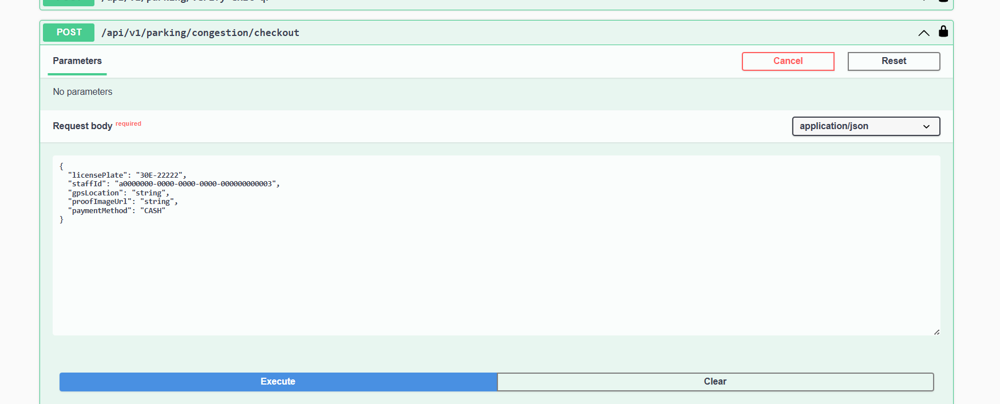 POST
/api/v1/parking/congestion/checkout
Parameters
Cancel
Reset
No parameters
Request body required
application/json
{
  "licensePlate": "30E-22222",
  "staffId": "a0000000-0000-0000-0000-000000000003",
  "gpsLocation": "string",
  "proofImageUrl": "string",
  "paymentMethod": "CASH"
}
Execute
Clear